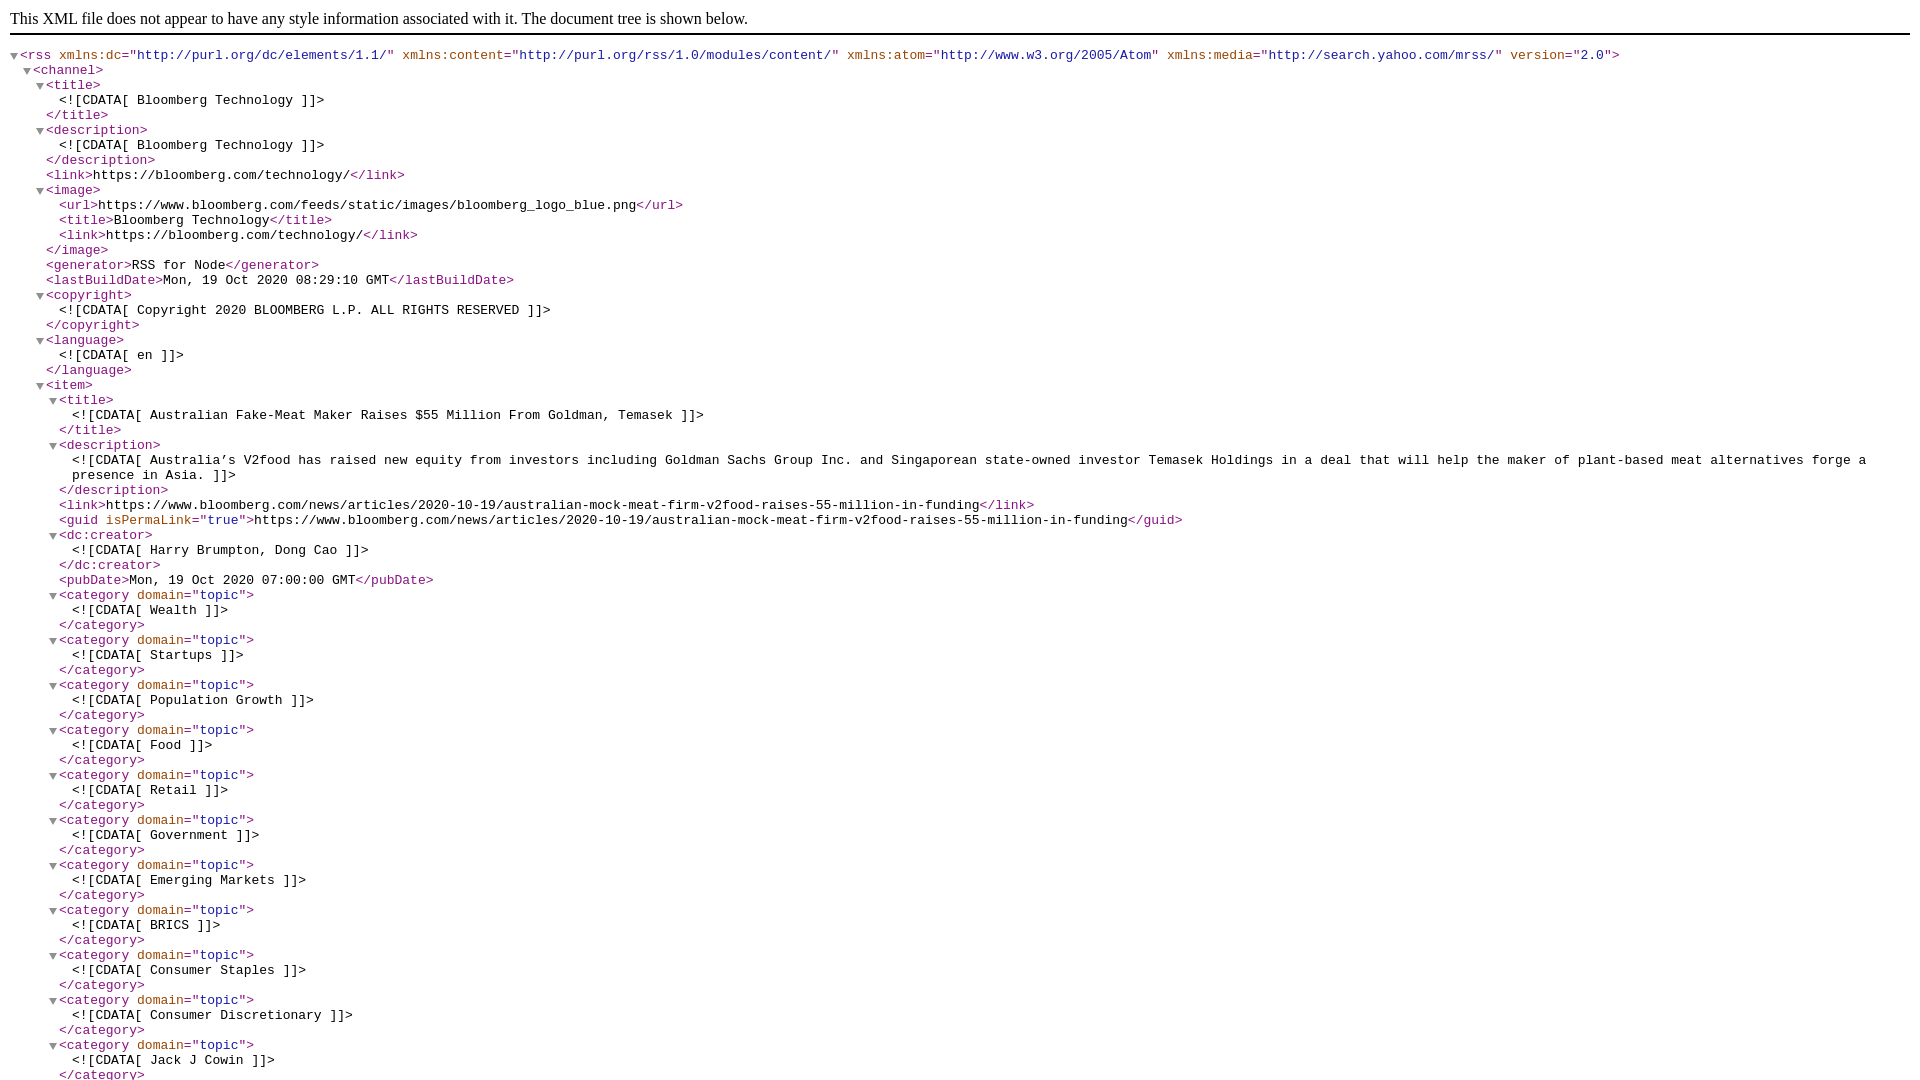 This XML file does not appear to have any style information associated with it. The document tree is shown below.
<rss xmlns:dc="http://purl.org/dc/elements/1.1/" xmlns:content="http://purl.org/rss/1.0/modules/content/" xmlns:atom="http://www.w3.org/2005/Atom" xmlns:media="http://search.yahoo.com/mrss/" version="2.0">
<channel>
<title>
<![CDATA[ Bloomberg Technology ]]>
</title>
<description>
<![CDATA[ Bloomberg Technology ]]>
</description>
<link>https://bloomberg.com/technology/</link>
<image>
<url>https://www.bloomberg.com/feeds/static/images/bloomberg_logo_blue.png</url>
<title>Bloomberg Technology</title>
<link>https://bloomberg.com/technology/</link>
</image>
<generator>RSS for Node</generator>
<lastBuildDate>Mon, 19 Oct 2020 08:29:10 GMT</lastBuildDate>
<copyright>
<![CDATA[ Copyright 2020 BLOOMBERG L.P. ALL RIGHTS RESERVED ]]>
</copyright>
<language>
<![CDATA[ en ]]>
</language>
<item>
<title>
<![CDATA[ Australian Fake-Meat Maker Raises $55 Million From Goldman, Temasek ]]>
</title>
<description>
<![CDATA[ Australia’s V2food has raised new equity from investors including Goldman Sachs Group Inc. and Singaporean state-owned investor Temasek Holdings in a deal that will help the maker of plant-based meat alternatives forge a
presence in Asia. ]]>
</description>
<link>https://www.bloomberg.com/news/articles/2020-10-19/australian-mock-meat-firm-v2food-raises-55-million-in-funding</link>
<guid isPermaLink="true">https://www.bloomberg.com/news/articles/2020-10-19/australian-mock-meat-firm-v2food-raises-55-million-in-funding</guid>
<dc:creator>
<![CDATA[ Harry Brumpton, Dong Cao ]]>
</dc:creator>
<pubDate>Mon, 19 Oct 2020 07:00:00 GMT</pubDate>
<category domain="topic">
<![CDATA[ Wealth ]]>
</category>
<category domain="topic">
<![CDATA[ Startups ]]>
</category>
<category domain="topic">
<![CDATA[ Population Growth ]]>
</category>
<category domain="topic">
<![CDATA[ Food ]]>
</category>
<category domain="topic">
<![CDATA[ Retail ]]>
</category>
<category domain="topic">
<![CDATA[ Government ]]>
</category>
<category domain="topic">
<![CDATA[ Emerging Markets ]]>
</category>
<category domain="topic">
<![CDATA[ BRICS ]]>
</category>
<category domain="topic">
<![CDATA[ Consumer Staples ]]>
</category>
<category domain="topic">
<![CDATA[ Consumer Discretionary ]]>
</category>
<category domain="topic">
<![CDATA[ Jack J Cowin ]]>
</category>